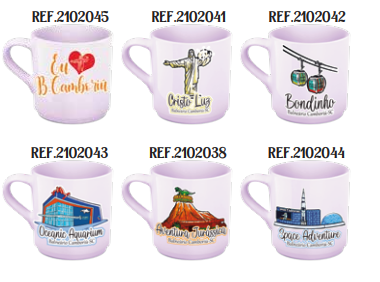 REF.2102045 REF.2102041 REF.2102042
Eu
B.Camboriú
Cristo Luz
Balneário Camboriú SC
Bondinho
Balneário Camboriú SC
REF.2102043 REF.2102038 REF.2102044
Oceanic Aquarium
Balneário Camboriú SC
Aventura Jurássica
Balneário Camboriú SC
Space Adventure
Balneário Camboriú SC